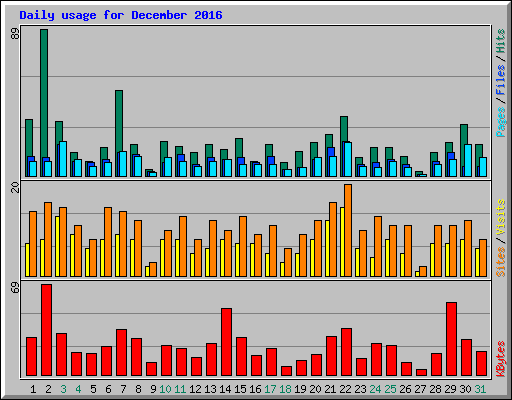 Daily usage for December 2016
89
Pages / Files / Hits
20
Sites / Visits
69
KBytes
1 2 3 4 5 6 7 8 9 10 11 12 13 14 15 16 17 18 19 20 21 22 23 24 25 26 27 28 29 30 31